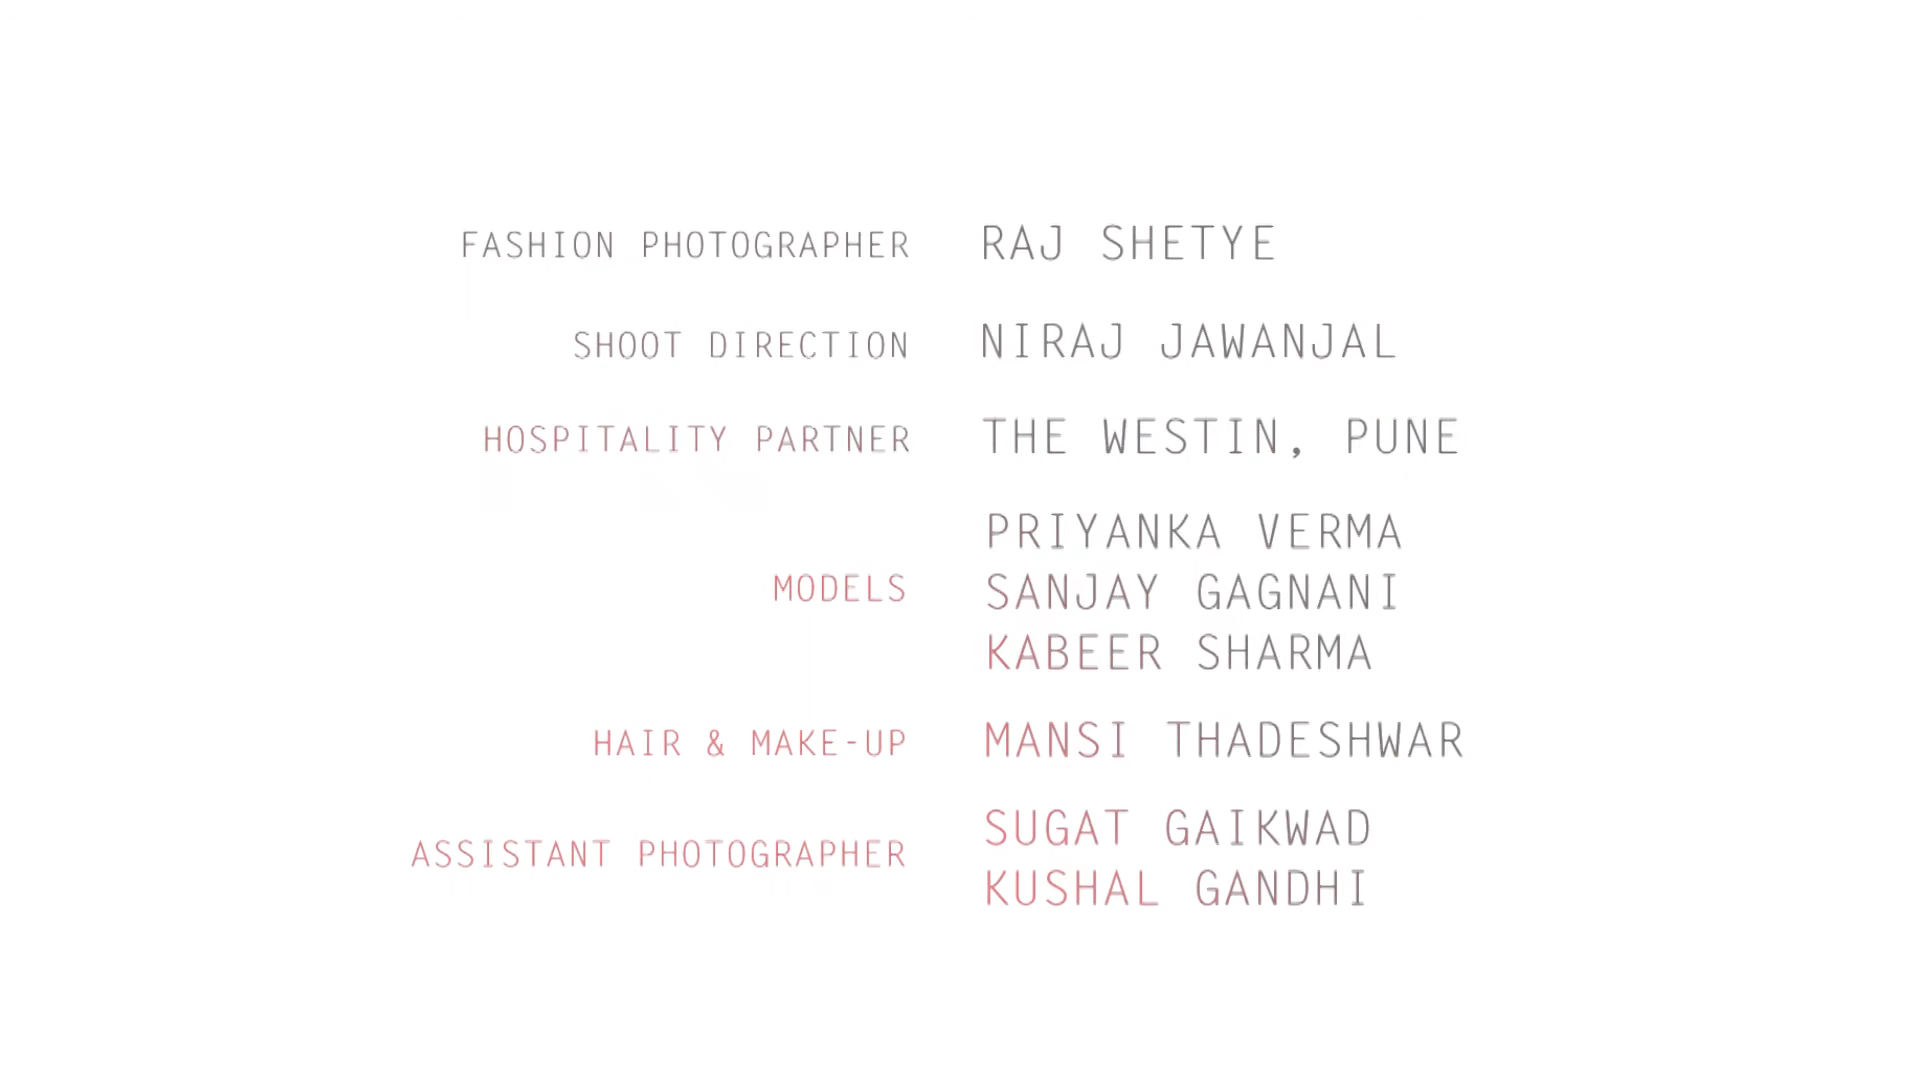 FASHION PHOTOGRAPHER RAJ SHETYE
SHOOT DIRECTION NIRAJ JAWANJAL
HOSPITALITY PARTNER THE WESTIN, PUNE
PRIYANKA VERMA
MODELS SANJAY GAGNANI
KABEER SHARMA
HAIR & MAKE-UP MANSI THADESHWAR
ASSISTANT PHOTOGRAPHER SUGAT GAIKWAD
KUSHAL GANDHI